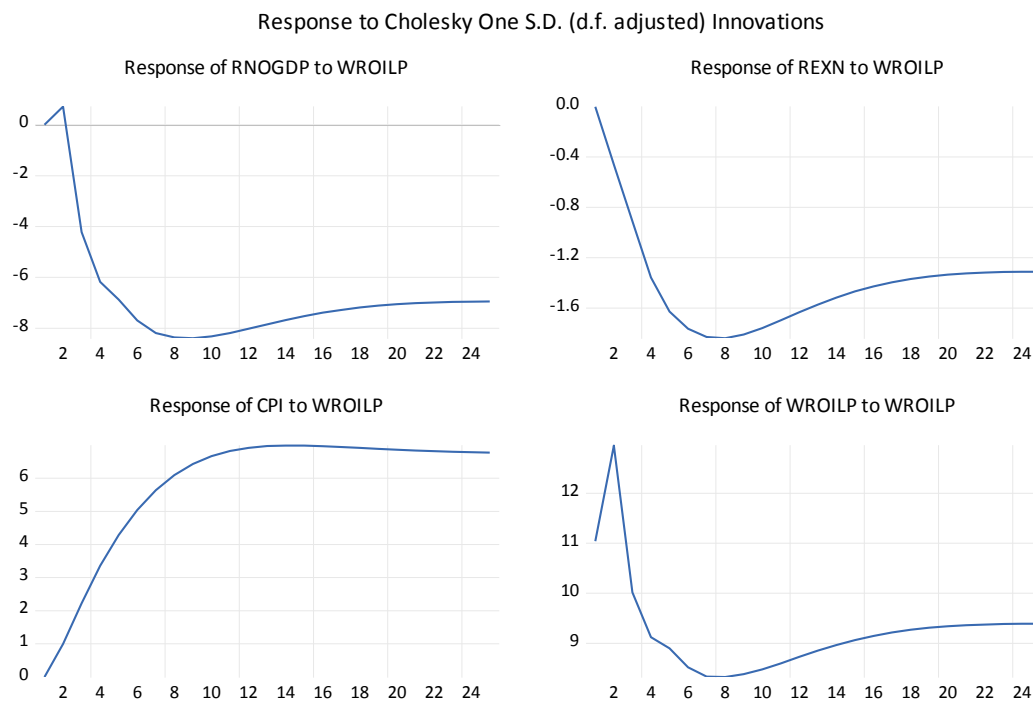 Response to Cholesky One S.D. (d.f. adjusted) Innovations
Response of RNOGDP to WROILP
0
-2
-4
-6
-8
2 4 6 8 10 12 14 16 18 20 22 24
Response of REXN to WROILP
0.0
-0.4
-0.8
-1.2
-1.6
2 4 6 8 10 12 14 16 18 20 22 24
Response of CPI to WROILP
6
5
4
3
2
1
0
2 4 6 8 10 12 14 16 18 20 22 24
Response of WROILP to WROILP
12
11
10
9
2 4 6 8 10 12 14 16 18 20 22 24